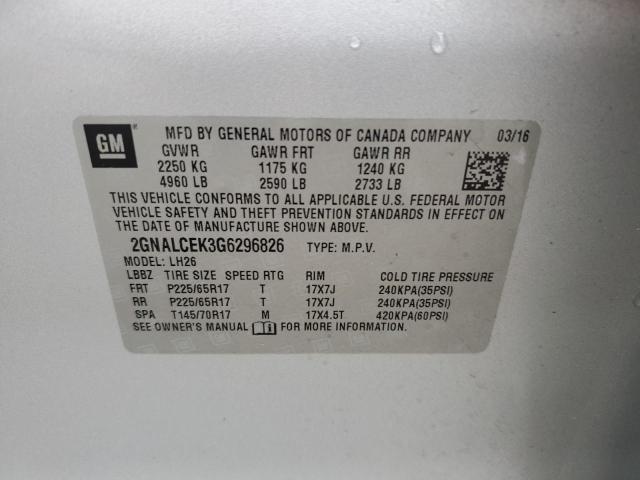 GM
MFD BY GENERAL MOTORS OF CANADA COMPANY 03/16
GVWR GAWR FRT GAWR RR
2250 KG 1175 KG 1240 KG
4960 LB 2590 LB 2733 LB
THIS VEHICLE CONFORMS TO ALL APPLICABLE U.S. FEDERAL MOTOR
VEHICLE SAFETY AND THEFT PREVENTION STANDARDS IN EFFECT ON
THE DATE OF MANUFACTURE SHOWN ABOVE.
2GNALCEK3G6296826 TYPE: M.P.V.
MODEL: LH26
LBBZ TIRE SIZE SPEED RTG RIM COLD TIRE PRESSURE
FRT P225/65R17 T 17X7J 240KPA(35PSI)
RR P225/65R17 T 17X7J 240KPA(35PSI)
SPA T145/70R17 M 17X4.5T 420KPA(60PSI)
SEE OWNER'S MANUAL FOR MORE INFORMATION.